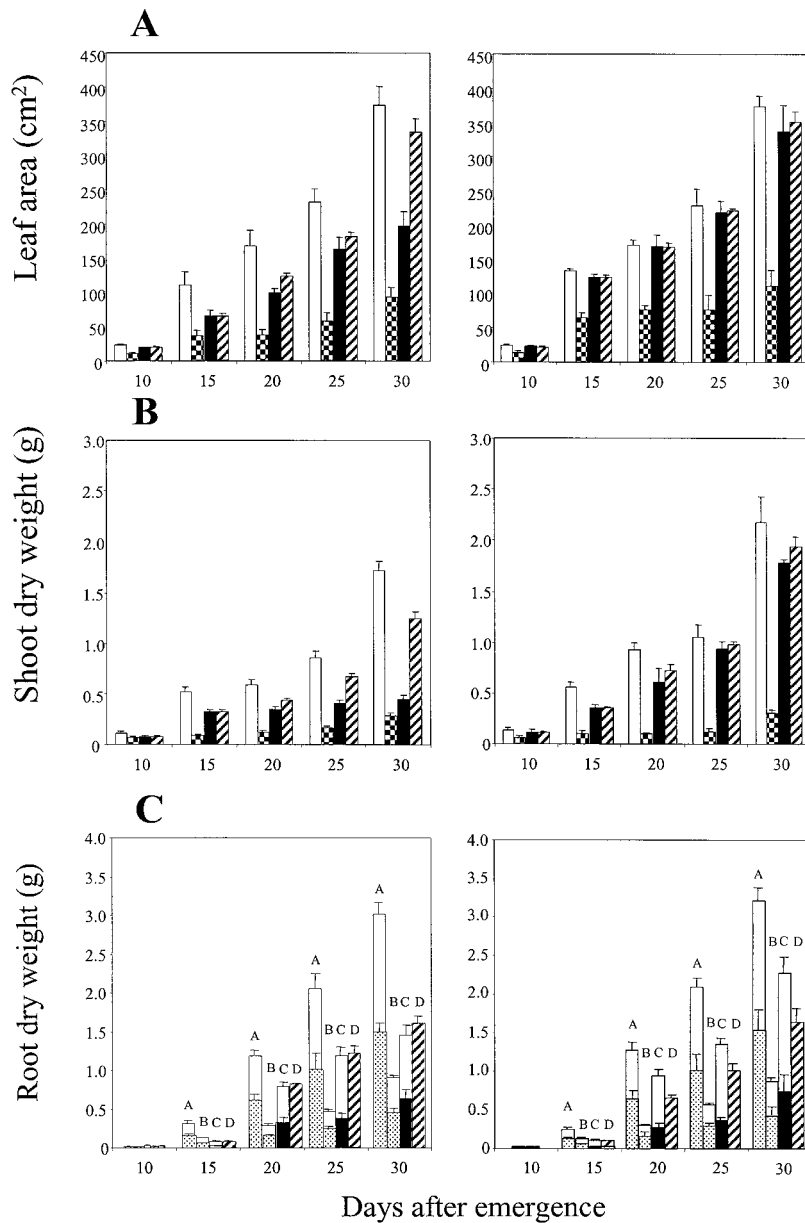 A
Leaf area (cm²)
450
400
350
300
250
200
150
100
50
0
10 15 20 25 30
450
400
350
300
250
200
150
100
50
0
10 15 20 25 30
B
Shoot dry weight (g)
3.0
2.5
2.0
1.5
1.0
0.5
0
10 15 20 25 30
3.0
2.5
2.0
1.5
1.0
0.5
0
10 15 20 25 30
C
Root dry weight (g)
4.0
3.5
3.0
2.5
2.0
1.5
1.0
0.5
0
A B C D
A B C D
A B C D
A B C D
10 15 20 25 30
4.0
3.5
3.0
2.5
2.0
1.5
1.0
0.5
0
A B C D
A B C D
A B C D
A B C D
10 15 20 25 30
Days after emergence